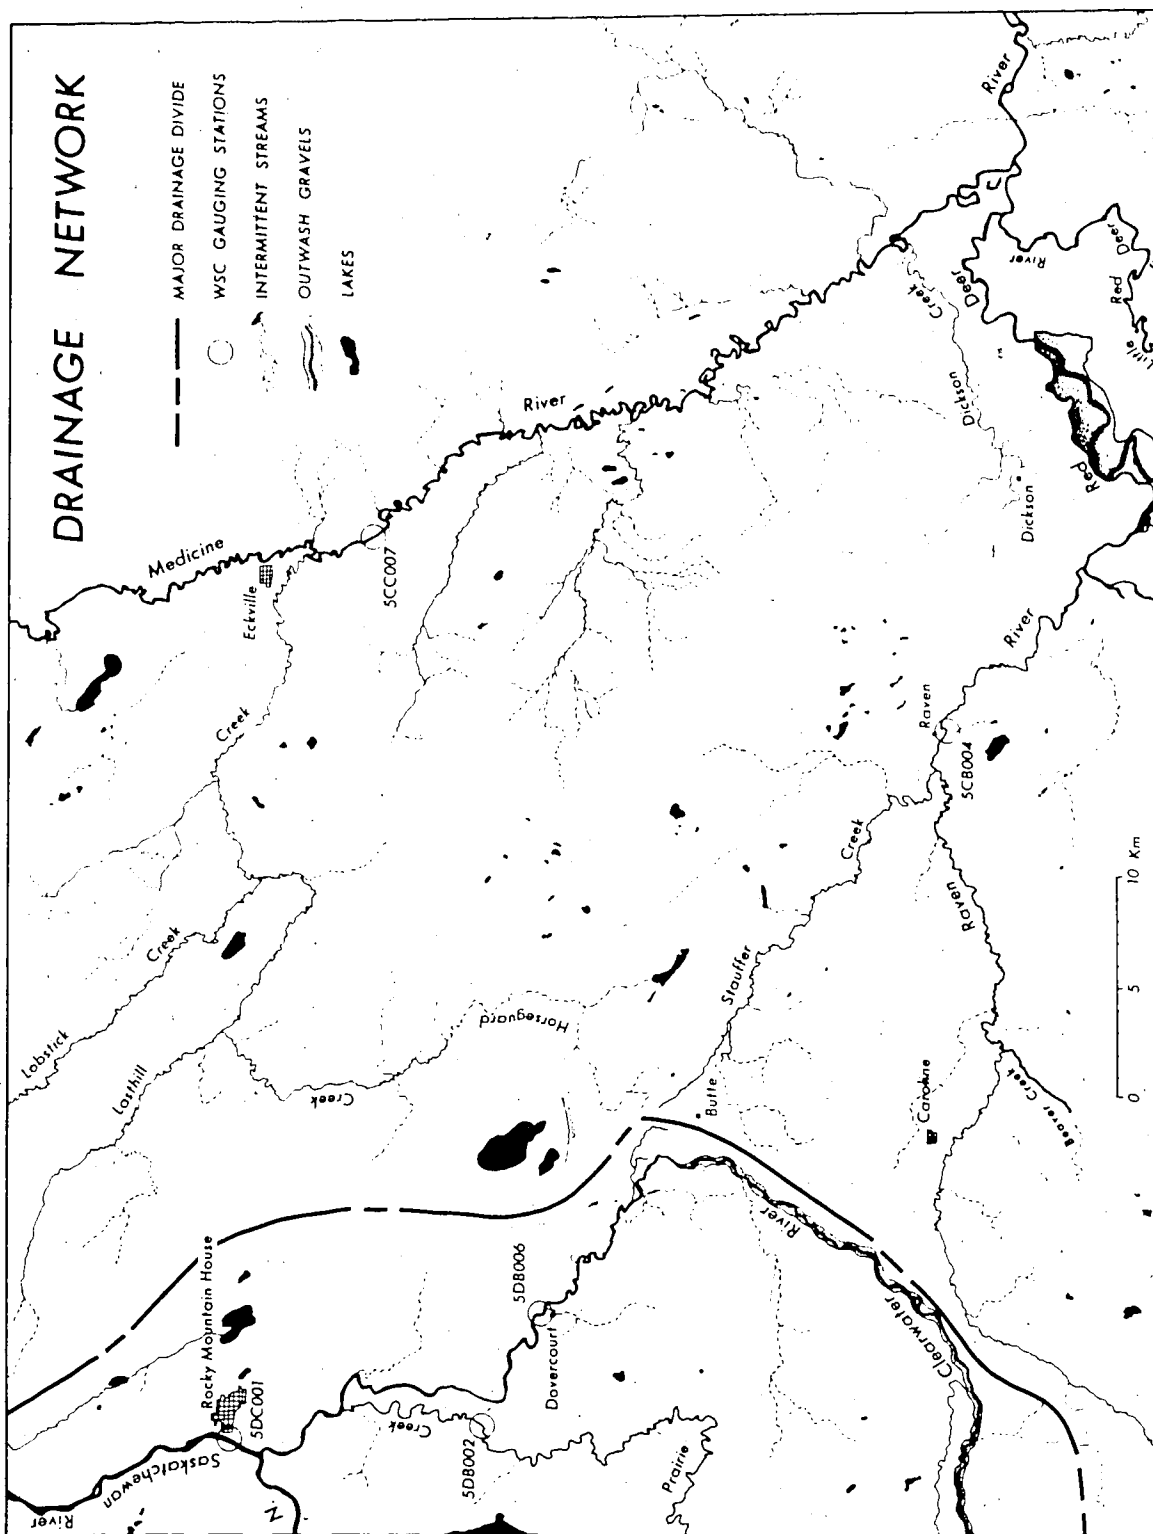 DRAINAGE NETWORK
MAJOR DRAINAGE DIVIDE
WSC GAUGING STATIONS
INTERMITTENT STREAMS
OUTWASH GRAVELS
LAKES
River
Saskatchewan
Rocky Mountain House
5DC001
N
Creek
5DB002
Prairie
Dovercourt
5DB006
River
Clearwater
Lobstick
Creek
Lasthill
Creek
Horseguard
Creek
Butte
Stauffer
Creek
Caroline
Beaver Creek
Raven
Raven
5CB004
River
Medicine
Eckville
5CC007
River
Dickson
Dickson
Creek
Red
Deer
River
Little
Red
Deer
River
0 5 10 Km